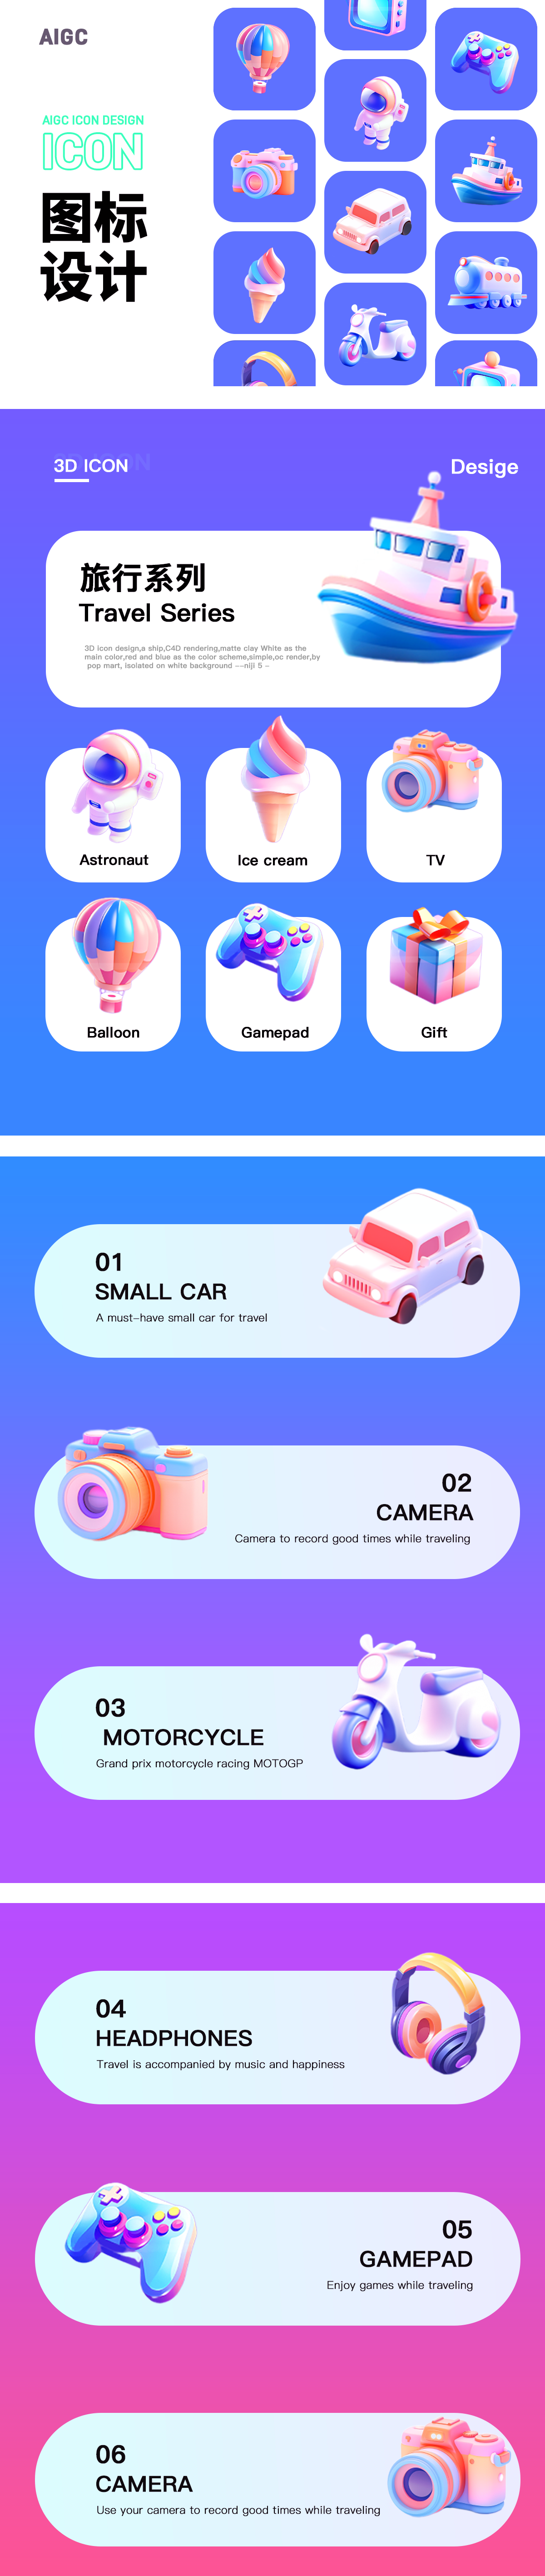 AIGC
AIGC ICON DESIGN
ICON
图标
设计
3D ICON
Desige
旅行系列
Travel Series
3D icon design,a ship,C4D rendering,matte clay White as the
main color,red and blue as the color scheme,simple,oc render,by
pop mart, isolated on white background --niji 5 -
Astronaut
Ice cream
TV
Balloon
Gamepad
Gift
01
SMALL CAR
A must-have small car for travel
02
CAMERA
Camera to record good times while traveling
03
MOTORCYCLE
Grand prix motorcycle racing MOTOGP
04
HEADPHONES
Travel is accompanied by music and happiness
05
GAMEPAD
Enjoy games while traveling
06
CAMERA
Use your camera to record good times while traveling